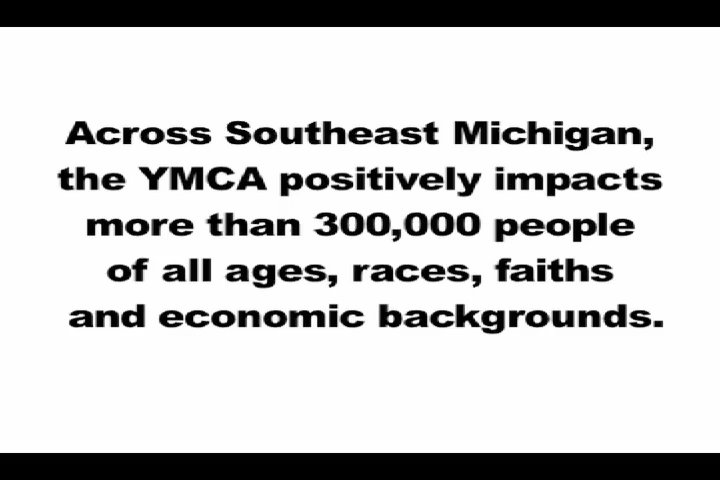 Across Southeast Michigan,
the YMCA positively impacts
more than 300,000 people
of all ages, races, faiths
and economic backgrounds.